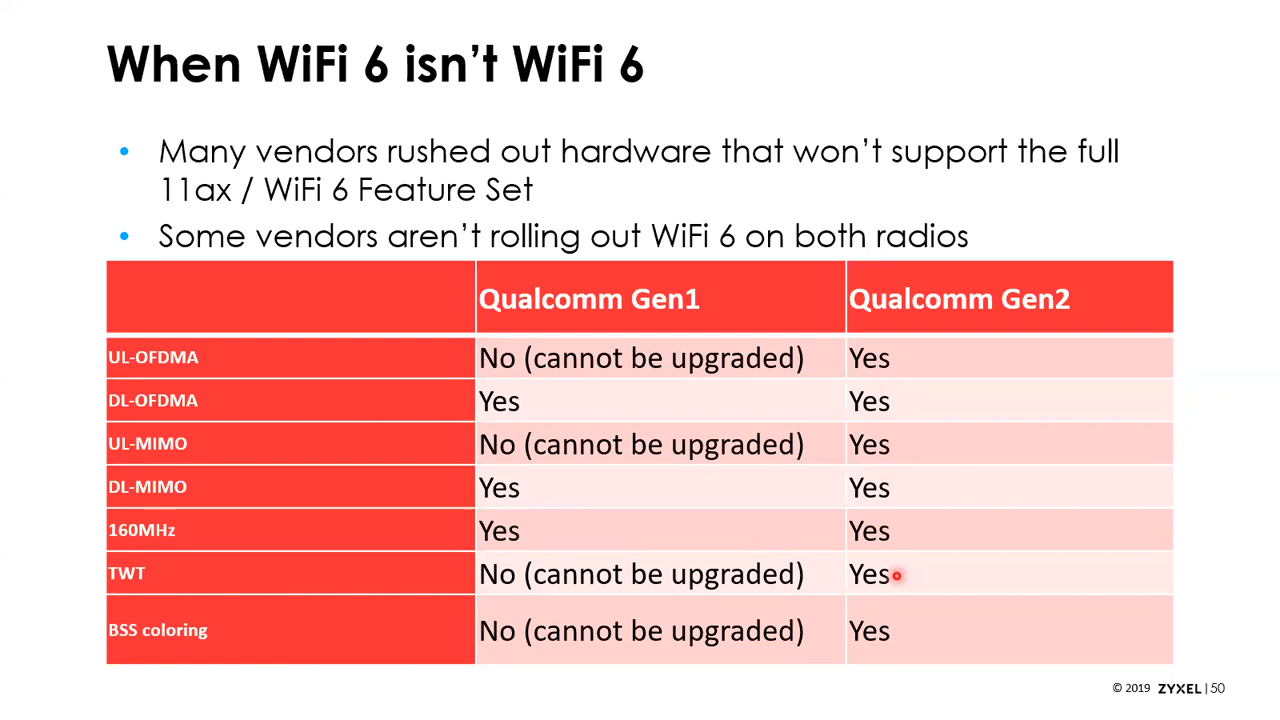 When WiFi 6 isn’t WiFi 6
• Many vendors rushed out hardware that won’t support the full
11ax / WiFi 6 Feature Set
• Some vendors aren’t rolling out WiFi 6 on both radios
Qualcomm Gen1 Qualcomm Gen2
UL-OFDMA No (cannot be upgraded) Yes
DL-OFDMA Yes Yes
UL-MIMO No (cannot be upgraded) Yes
DL-MIMO Yes Yes
160MHz Yes Yes
TWT No (cannot be upgraded) Yes
BSS coloring No (cannot be upgraded) Yes
© 2019 ZYXEL | 50